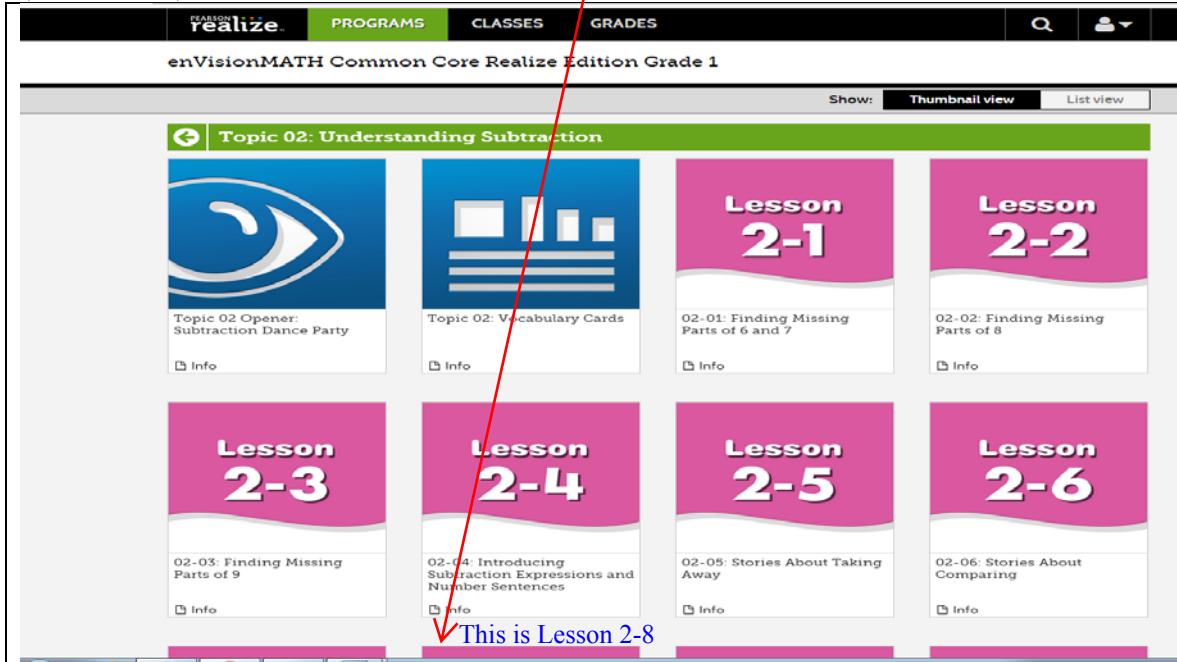 PEARSON
realize.
PROGRAMS CLASSES GRADES
enVisionMATH Common Core Realize Edition Grade 1
Show: Thumbnail view List view
Topic 02: Understanding Subtraction
Lesson
2-1
Lesson
2-2
Topic 02 Opener:
Subtraction Dance Party
Info
Topic 02: Vocabulary Cards
Info
02-01: Finding Missing
Parts of 6 and 7
Info
02-02: Finding Missing
Parts of 8
Info
Lesson
2-3
Lesson
2-4
Lesson
2-5
Lesson
2-6
02-03: Finding Missing
Parts of 9
Info
02-04: Introducing
Subtraction Expressions and
Number Sentences
Info
02-05: Stories About Taking
Away
Info
02-06: Stories About
Comparing
Info
This is Lesson 2-8